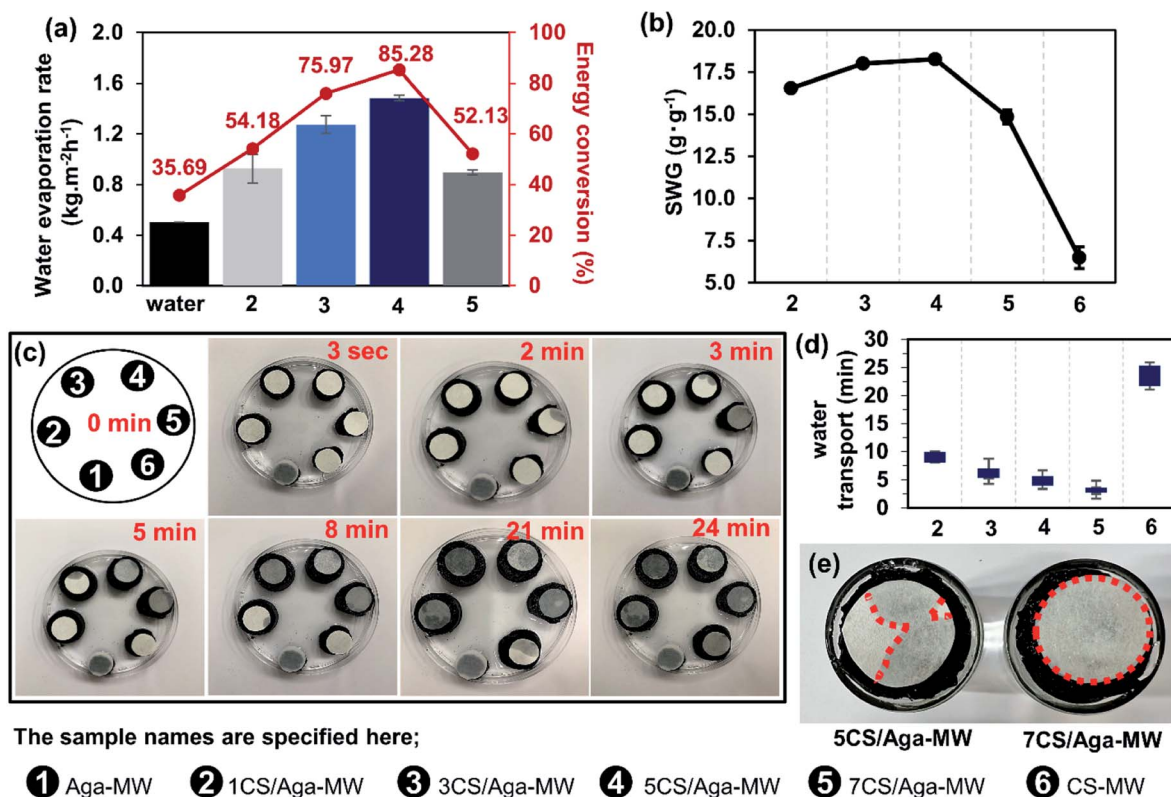 (a)
2.0
1.6
1.2
0.8
0.4
0.0
Water evaporation rate
(kg.m⁻²h⁻¹)
35.69
54.18
75.97
85.28
52.13
100
80
60
40
20
0
Energy conversion (%)
water 2 3 4 5
(b)
20.0
17.5
15.0
12.5
10.0
7.5
5.0
SWG (g·g⁻¹)
2 3 4 5 6
(c)
3 4
2 0 min 5
1 6
3 sec
2 min
3 min
5 min
8 min
21 min
24 min
(d)
30
25
20
15
10
5
0
water
transport (min)
2 3 4 5 6
(e)
5CS/Aga-MW 7CS/Aga-MW
The sample names are specified here;
1 Aga-MW 2 1CS/Aga-MW 3 3CS/Aga-MW 4 5CS/Aga-MW 5 7CS/Aga-MW 6 CS-MW